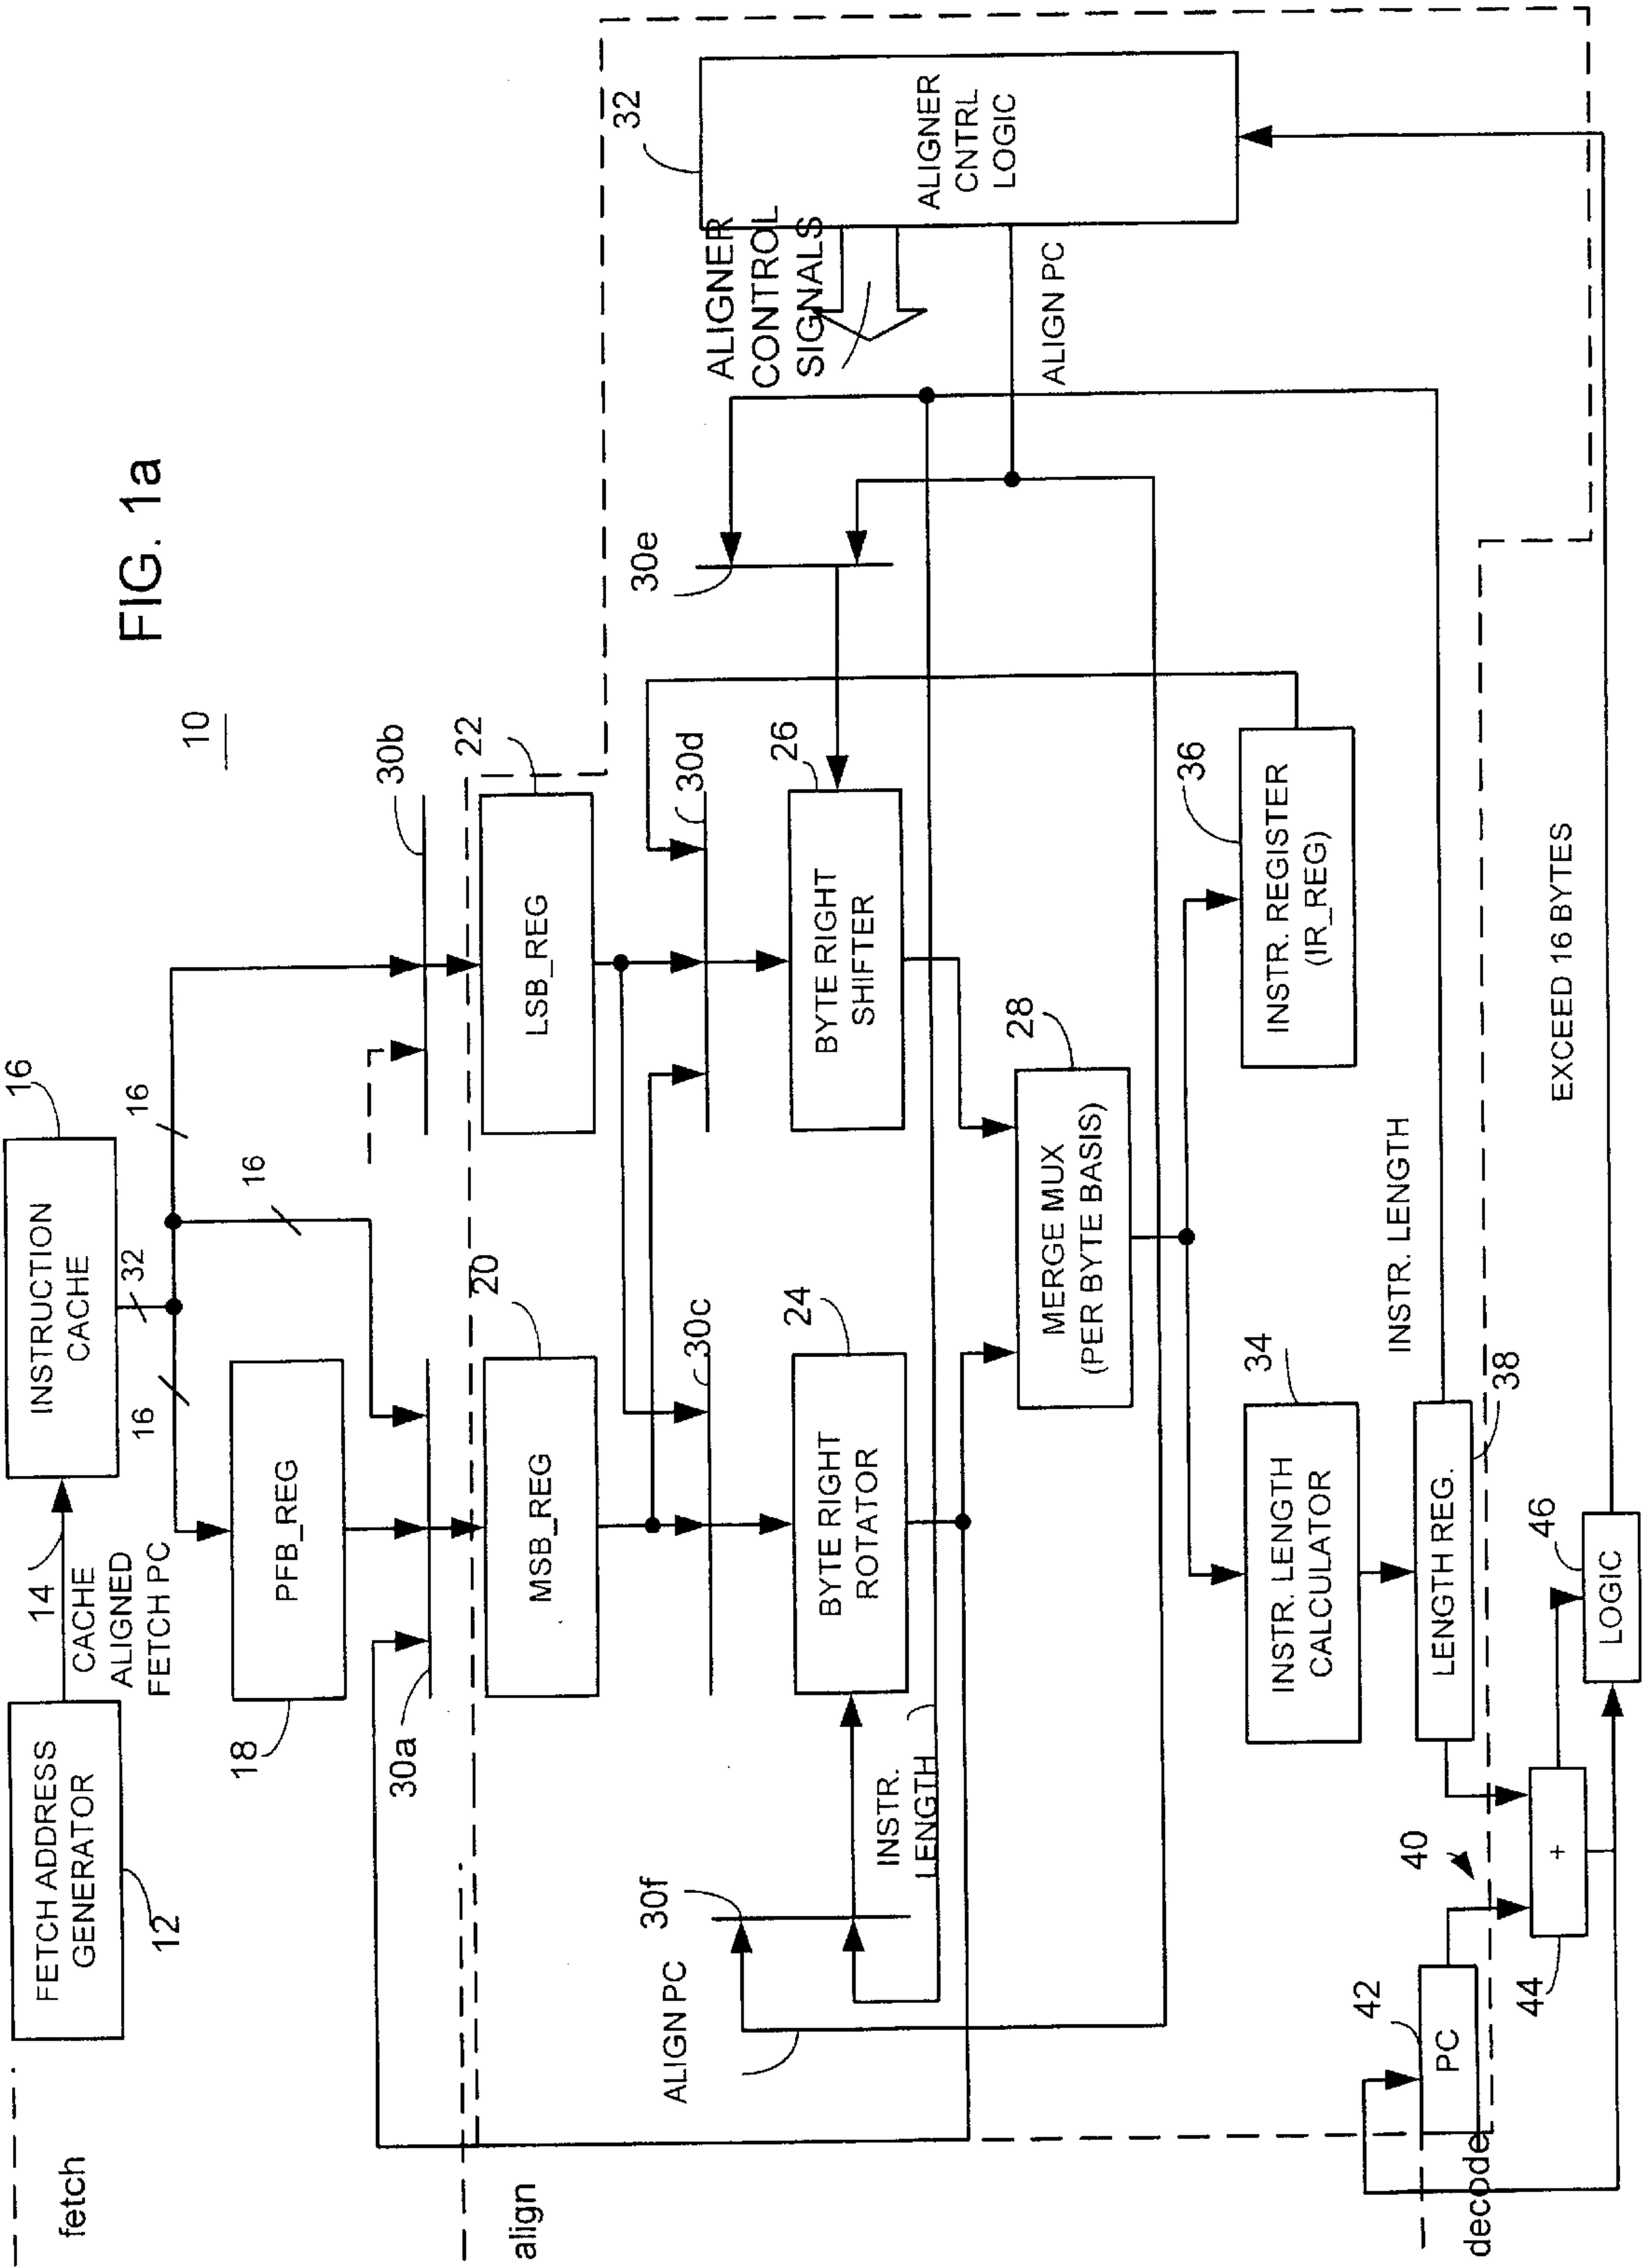 FIG. 1a
10
fetch
FETCH ADDRESS
GENERATOR
12
14
CACHE
ALIGNED
FETCH PC
INSTRUCTION
CACHE
16
32
16
16
16
PFB_REG
18
30a
30b
align
MSB_REG
20
LSB_REG
22
30c
30d
30e
30f
ALIGN PC
INSTR.
LENGTH
BYTE RIGHT
ROTATOR
24
BYTE RIGHT
SHIFTER
26
ALIGNER
CONTROL
SIGNALS
ALIGNER
CNTRL
LOGIC
32
ALIGN PC
MERGE MUX
(PER BYTE BASIS)
28
INSTR. LENGTH
CALCULATOR
34
INSTR. REGISTER
(IR_REG)
36
INSTR. LENGTH
LENGTH REG.
38
decode
PC
42
40
+
44
LOGIC
46
EXCEED 16 BYTES